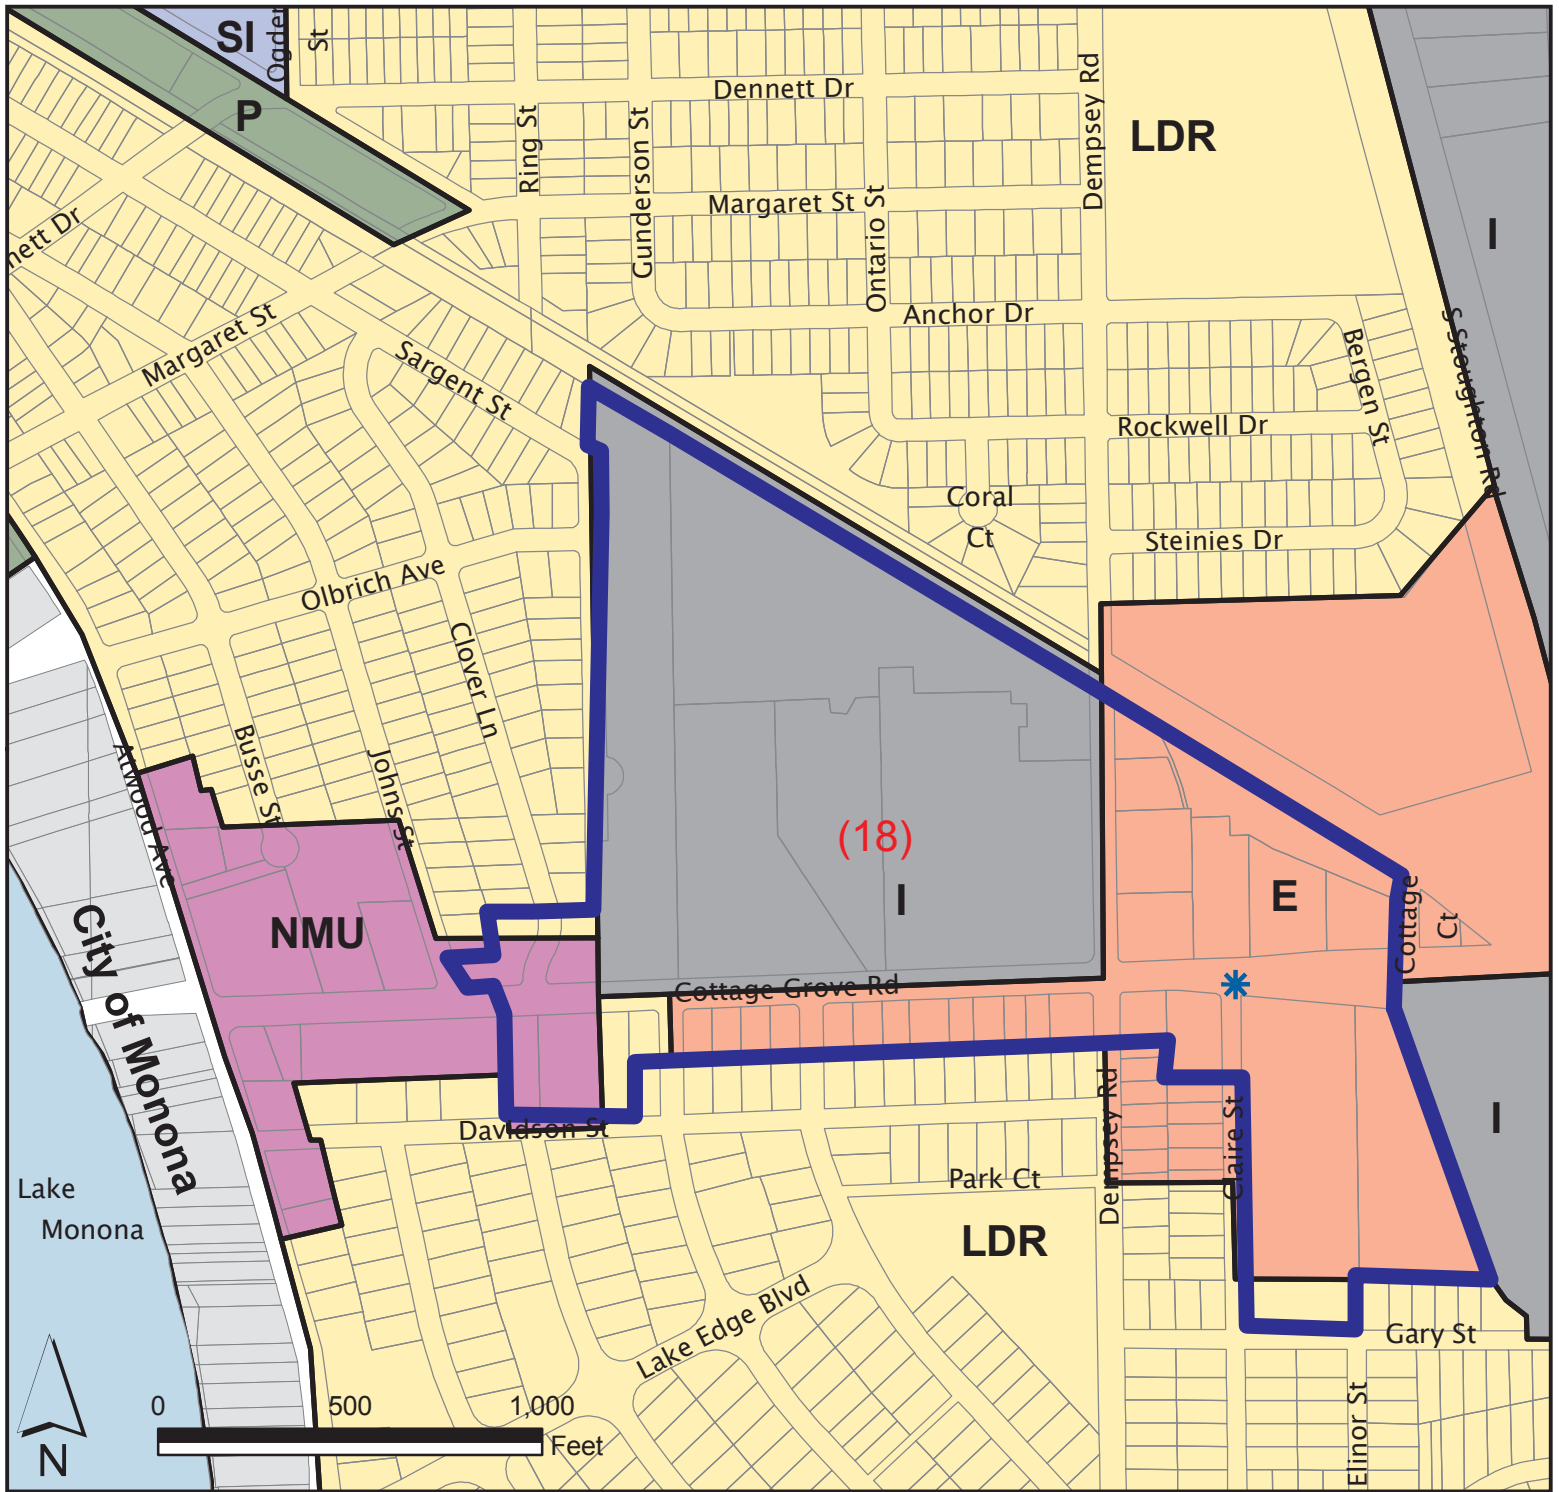 SI
Ogden
St
P
Dennett Dr
Dempsey Rd
LDR
Ring St
Gunderson St
Margaret St
Ontario St
I
nett Dr
Anchor Dr
Margaret St
Sargent St
S Stoughton Rd
Bergen St
Rockwell Dr
Coral
Ct
Steinies Dr
Olbrich Ave
Clover Ln
Busse St
Johns St
Atwood Ave
(18)
I
E
Cottage
Ct
NMU
City of Monona
Cottage Grove Rd
Davidson St
Dempsey Rd
Claire St
I
Park Ct
Lake
Monona
LDR
Lake Edge Blvd
Gary St
Elinor St
0 500 1,000
Feet
N